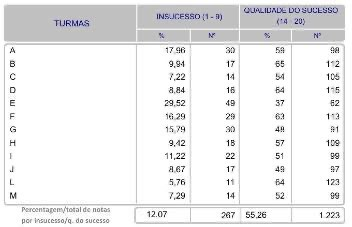 TURMAS INSUCESSO (1 - 9) QUALIDADE DO SUCESSO (14 - 20)
% Nº % Nº
A 17,96 30 59 98
B 9,94 17 65 112
C 7,22 14 54 105
D 8,84 16 64 115
E 29,52 49 37 62
F 16,29 29 63 113
G 15,79 30 48 91
H 9,42 18 57 109
I 11,22 22 51 99
J 8,67 17 49 97
L 5,76 11 64 123
M 7,29 14 52 99
Percentagem/total de notas
por insucesso/q. do sucesso 12.07 267 55,26 1.223